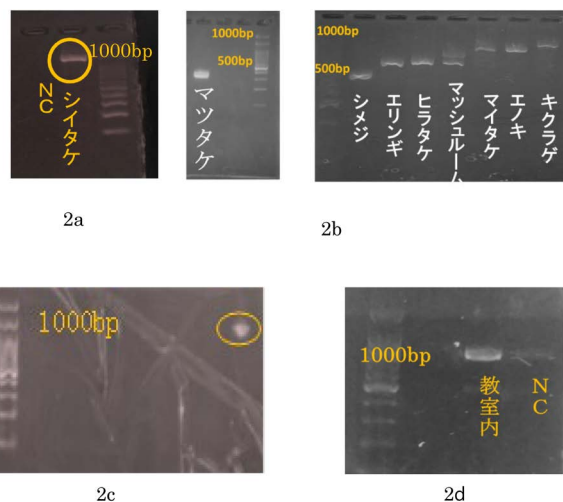 1000bp
NC
シイタケ
1000bp
500bp
マツタケ
1000bp
500bp
シメジ
エリンギ
ヒラタケ
マッシュルーム
マイタケ
エノキ
キクラゲ
2a
2b
1000bp
1000bp
教室内
NC
2c
2d